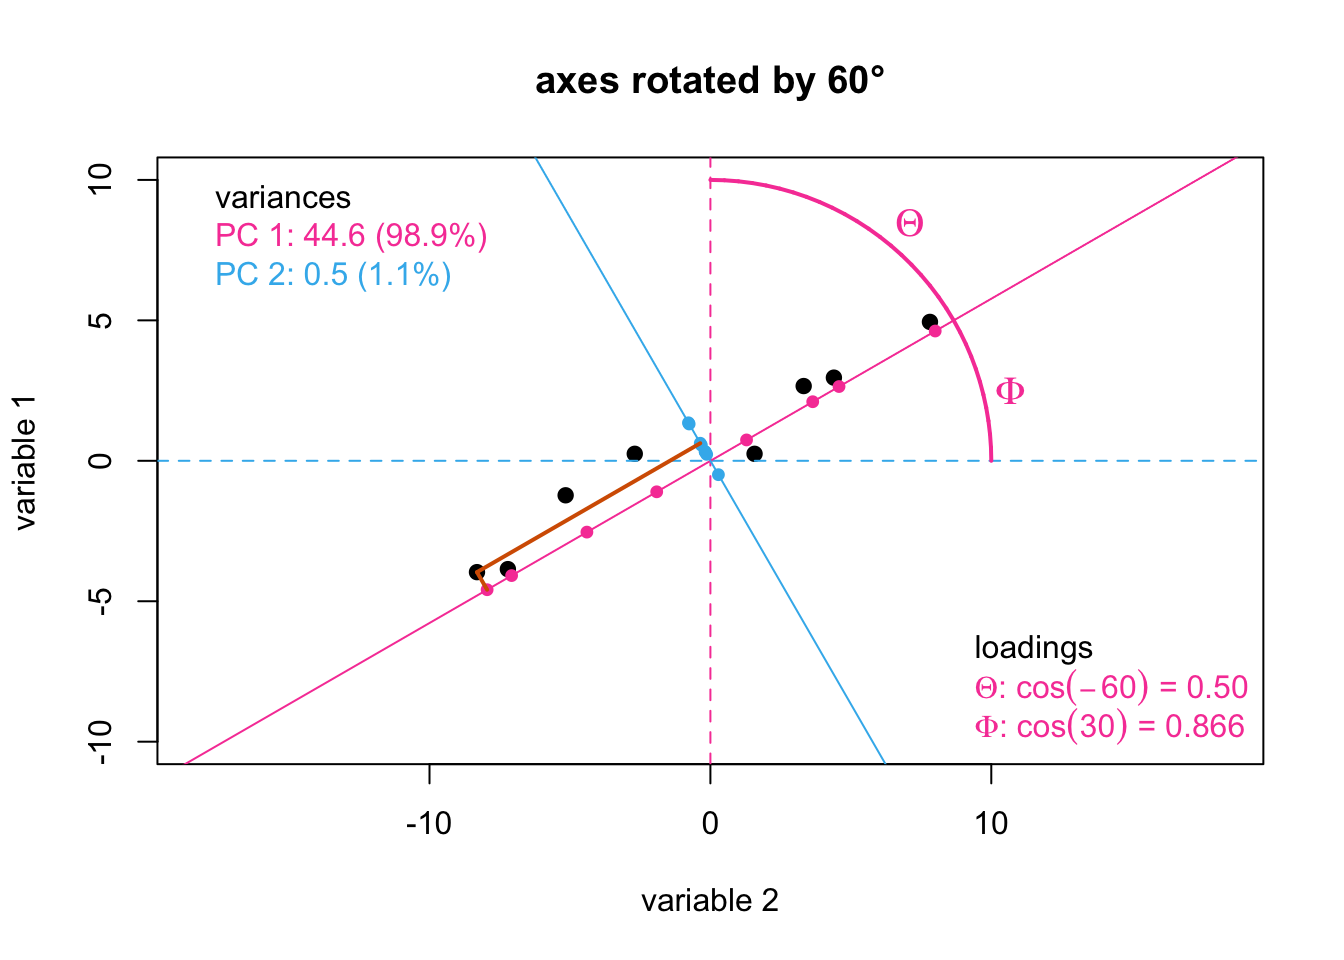 axes rotated by 60°
variances
PC 1: 44.6 (98.9%)
PC 2: 0.5 (1.1%)
Θ
Φ
10
5
0
-5
-10
variable 1
loadings
Θ: cos(−60) = 0.50
Φ: cos(30) = 0.866
-10 0 10
variable 2